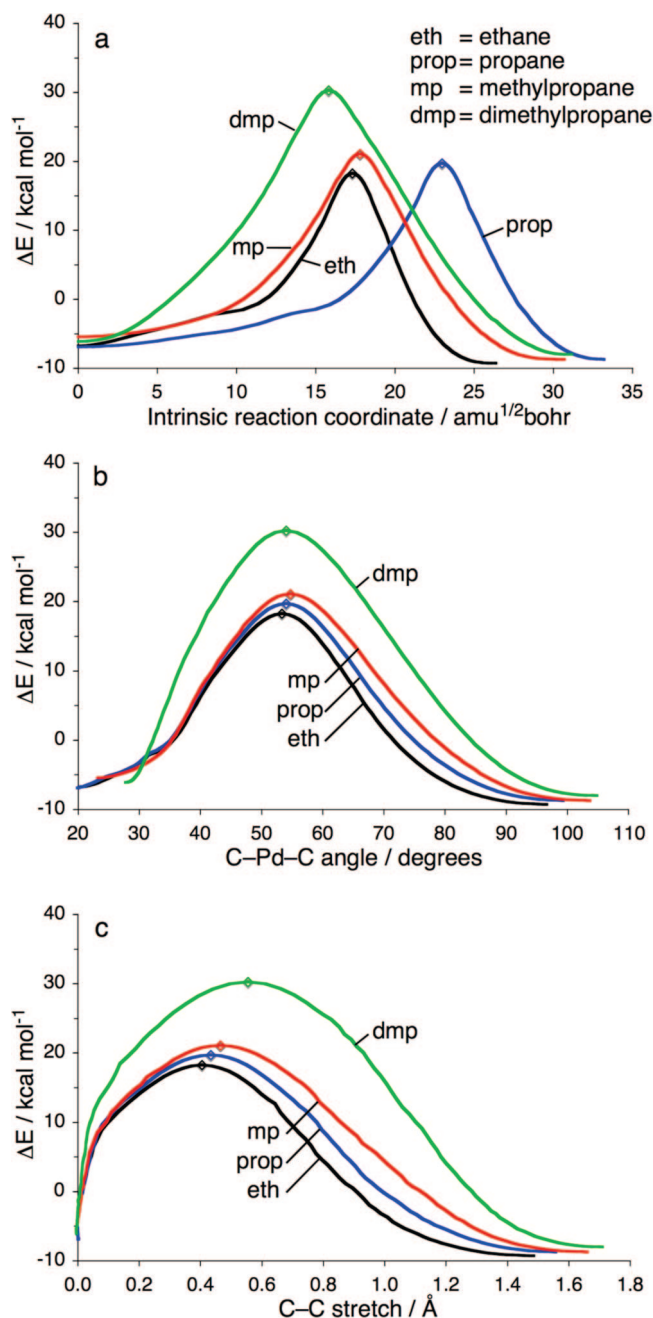 a
eth = ethane
prop = propane
mp = methylpropane
dmp = dimethylpropane
40
30
20
10
0
-10
ΔE / kcal mol⁻¹
dmp
mp
eth
prop
0 5 10 15 20 25 30 35
Intrinsic reaction coordinate / amu¹/²bohr
b
40
30
20
10
0
-10
ΔE / kcal mol⁻¹
dmp
mp
prop
eth
20 30 40 50 60 70 80 90 100 110
C–Pd–C angle / degrees
c
40
30
20
10
0
-10
ΔE / kcal mol⁻¹
dmp
mp
prop
eth
0.0 0.2 0.4 0.6 0.8 1.0 1.2 1.4 1.6 1.8
C–C stretch / Å